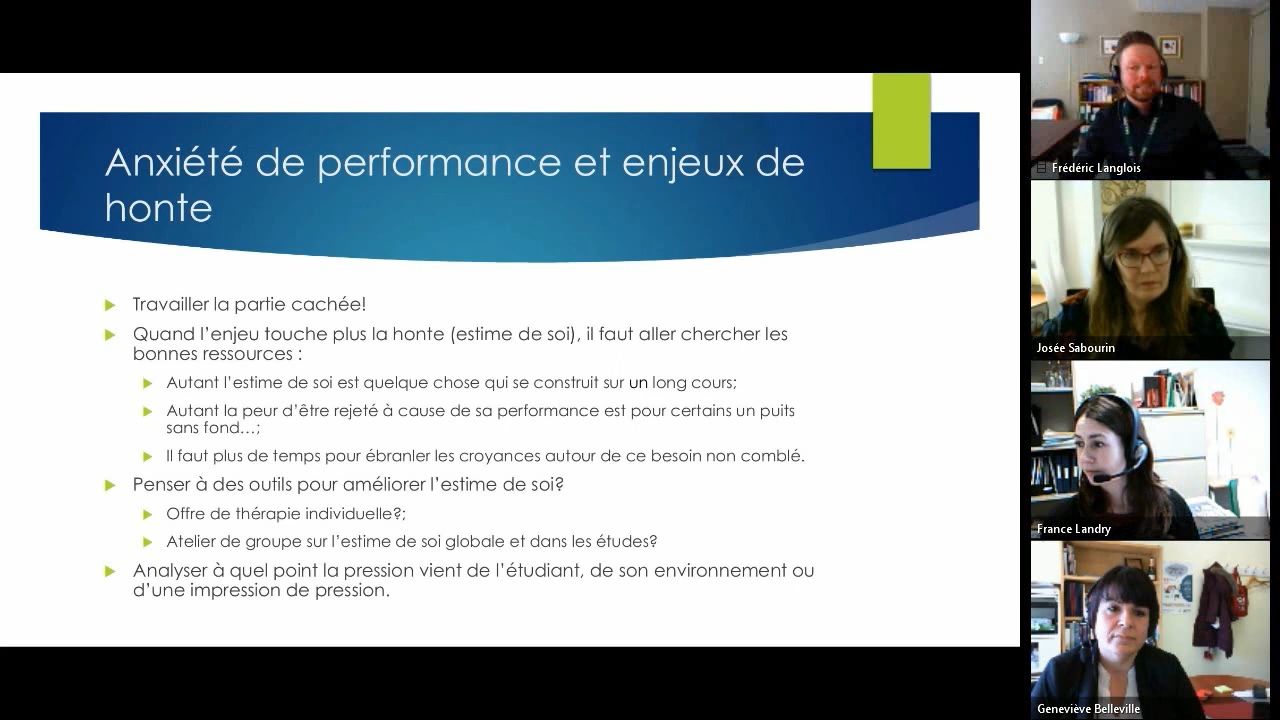 Anxiété de performance et enjeux de
honte
Travailler la partie cachée!
Quand l'enjeu touche plus la honte (estime de soi), il faut aller chercher les
bonnes ressources :
Autant l'estime de soi est quelque chose qui se construit sur un long cours;
Autant la peur d'être rejeté à cause de sa performance est pour certains un puits
sans fond…;
Il faut plus de temps pour ébranler les croyances autour de ce besoin non comblé.
Penser à des outils pour améliorer l'estime de soi?
Offre de thérapie individuelle?;
Atelier de groupe sur l'estime de soi globale et dans les études?
Analyser à quel point la pression vient de l'étudiant, de son environnement ou
d'une impression de pression.
Frédéric Langlois
Josée Sabourin
France Landry
Geneviève Belleville